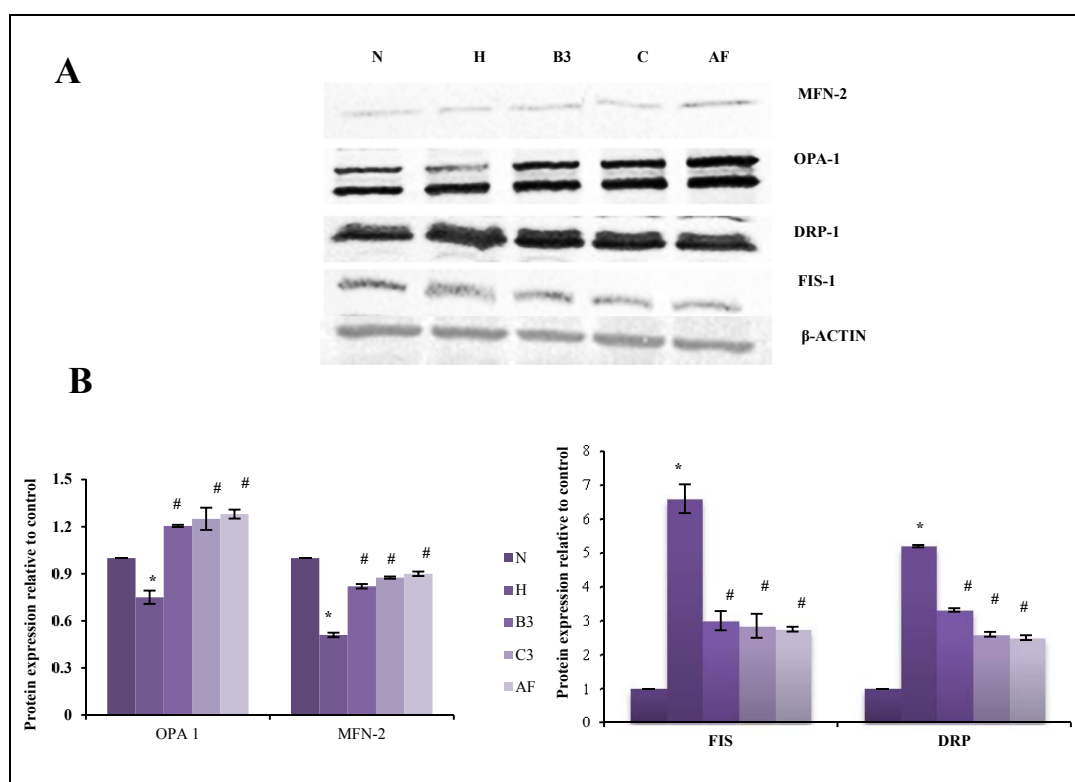 A
N H B3 C AF
MFN-2
OPA-1
DRP-1
FIS-1
β-ACTIN
B
Protein expression relative to control
1.5
1.2
0.9
0.6
0.3
0
* # # #
* # # #
OPA 1 MFN-2
N
H
B3
C3
AF
Protein expression relative to control
8
7
6
5
4
3
2
1
0
* # # #
* # # #
FIS DRP